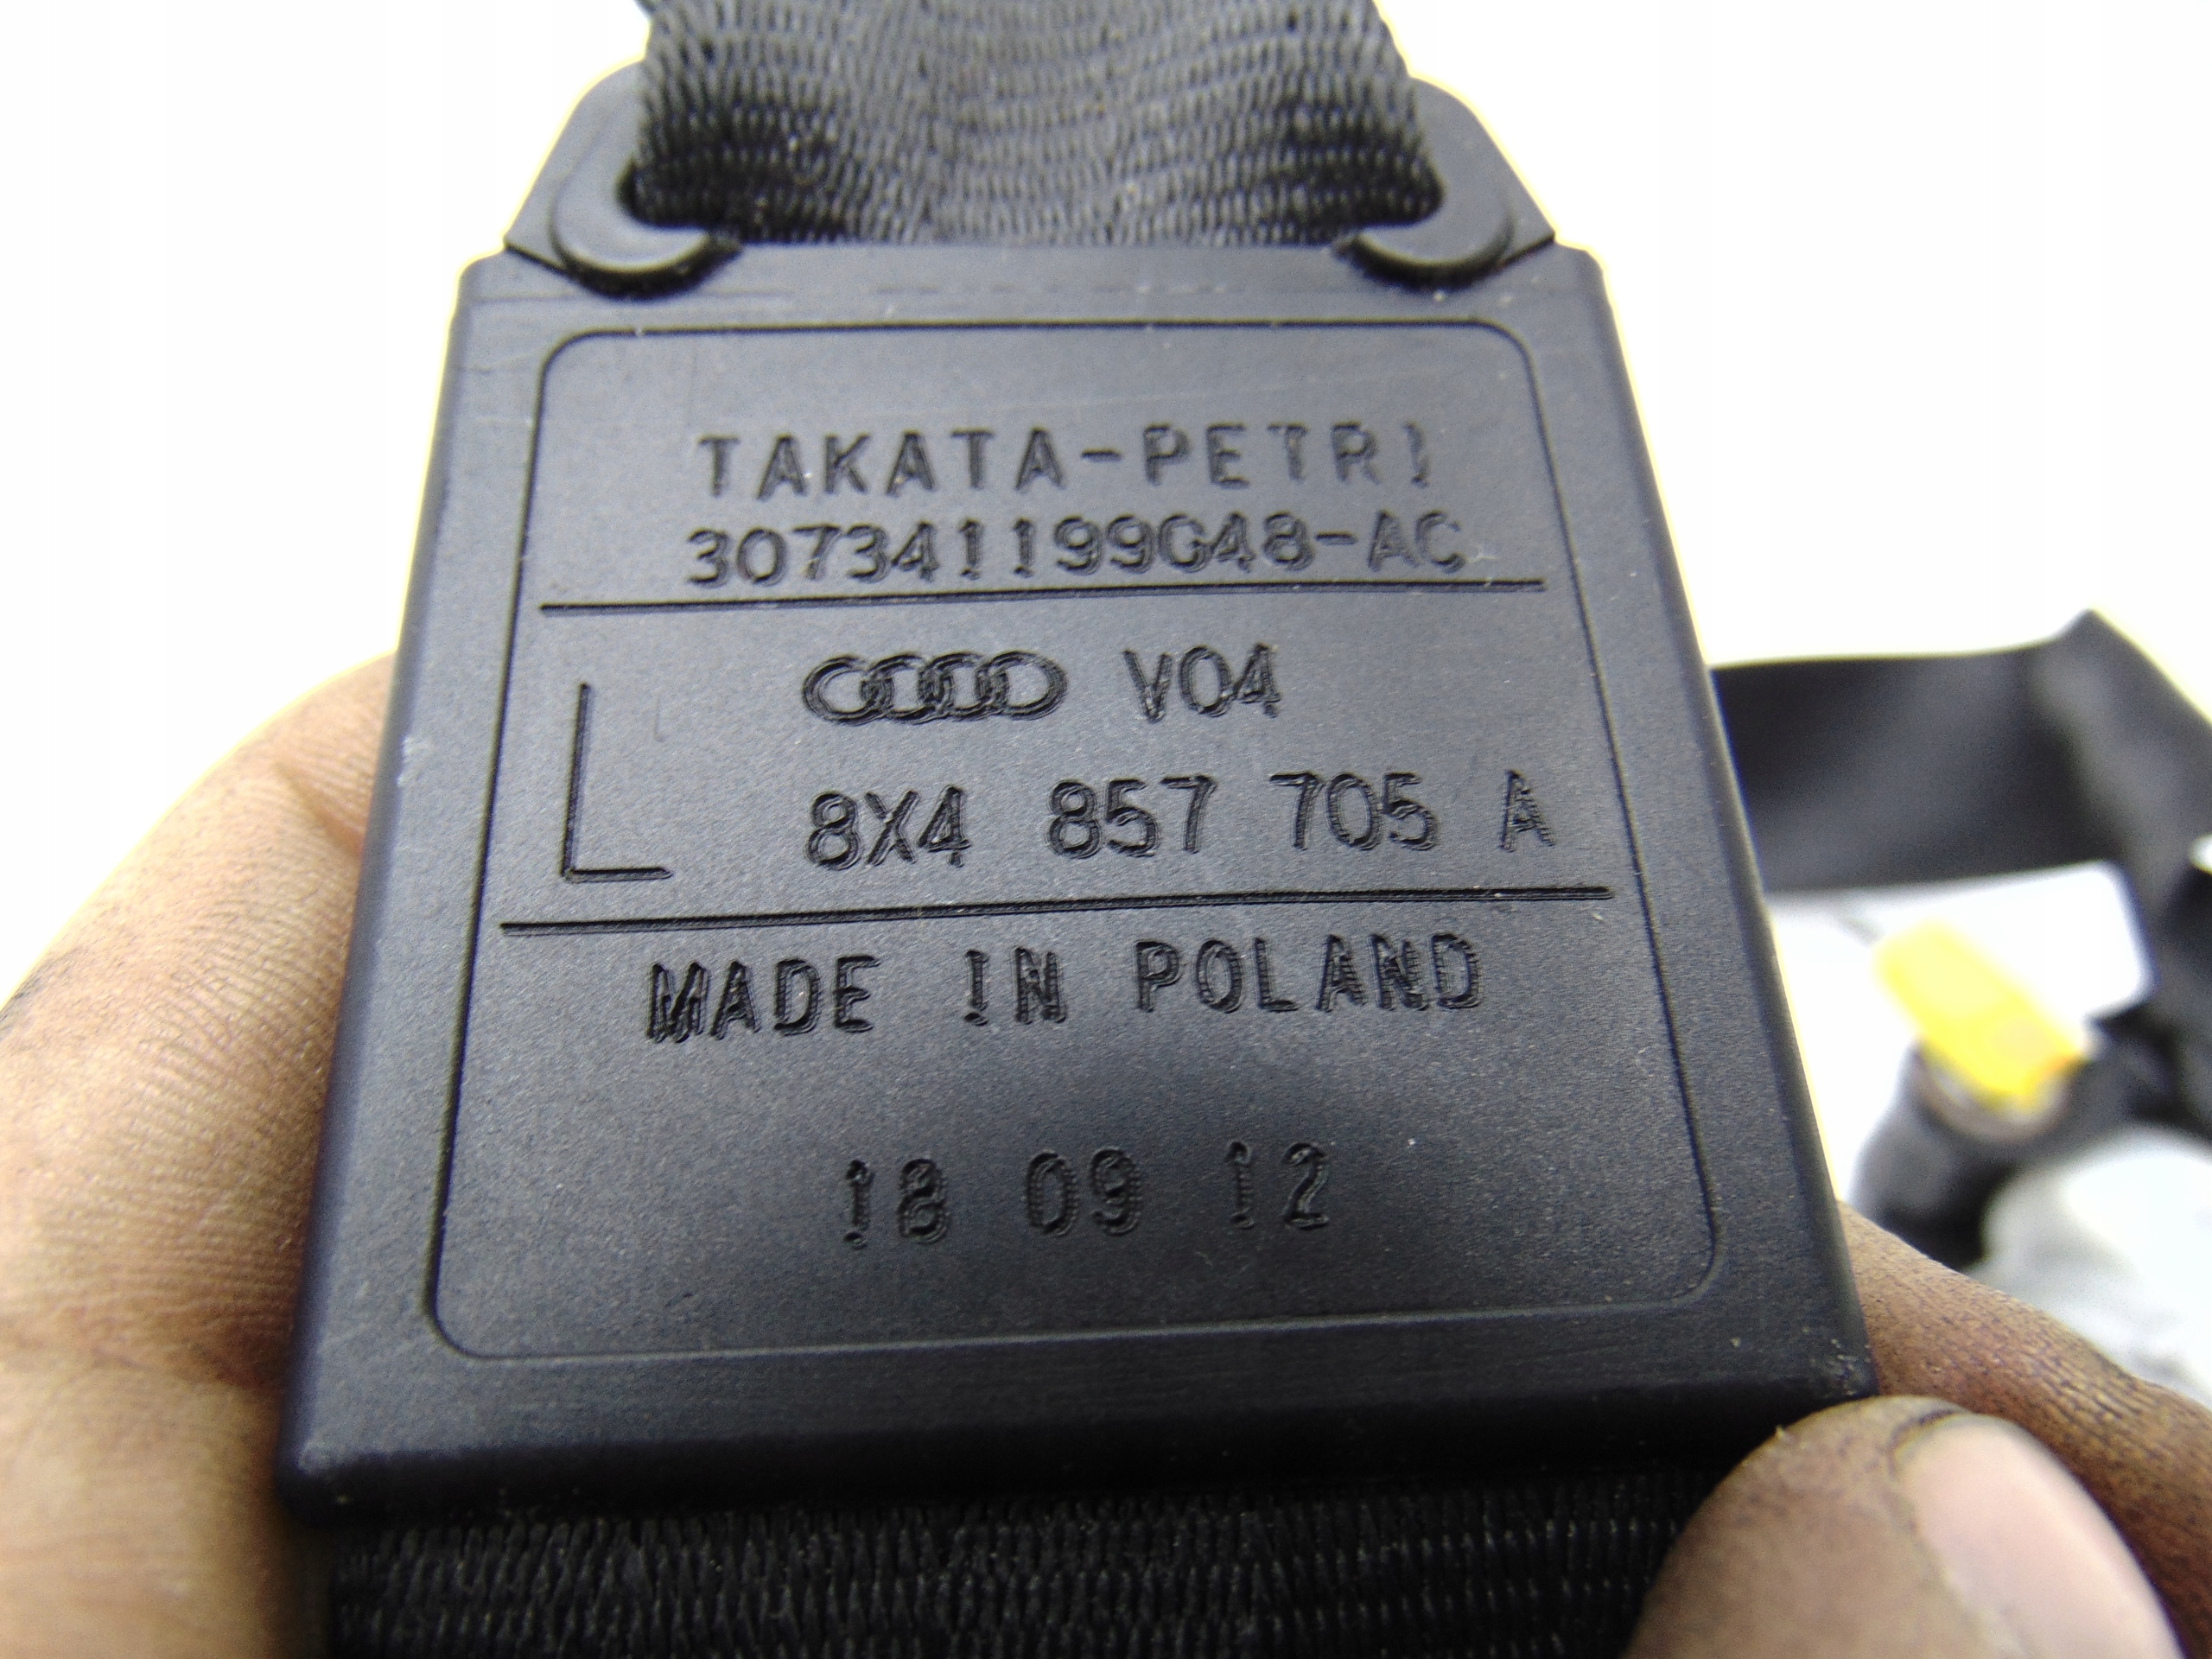 TAKATA-PETRI
307341199G48-AC
V04
L 8X4 857 705 A
MADE IN POLAND
18 09 12